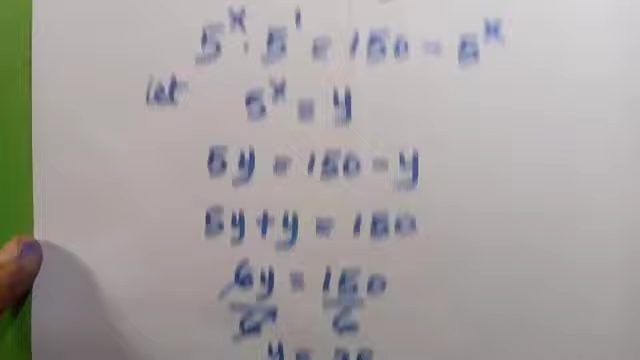 5^x · 5^1 = 150 - 5^x
let 5^x = y
5y = 150 - y
5y + y = 150
6y/6 = 150/6
y =